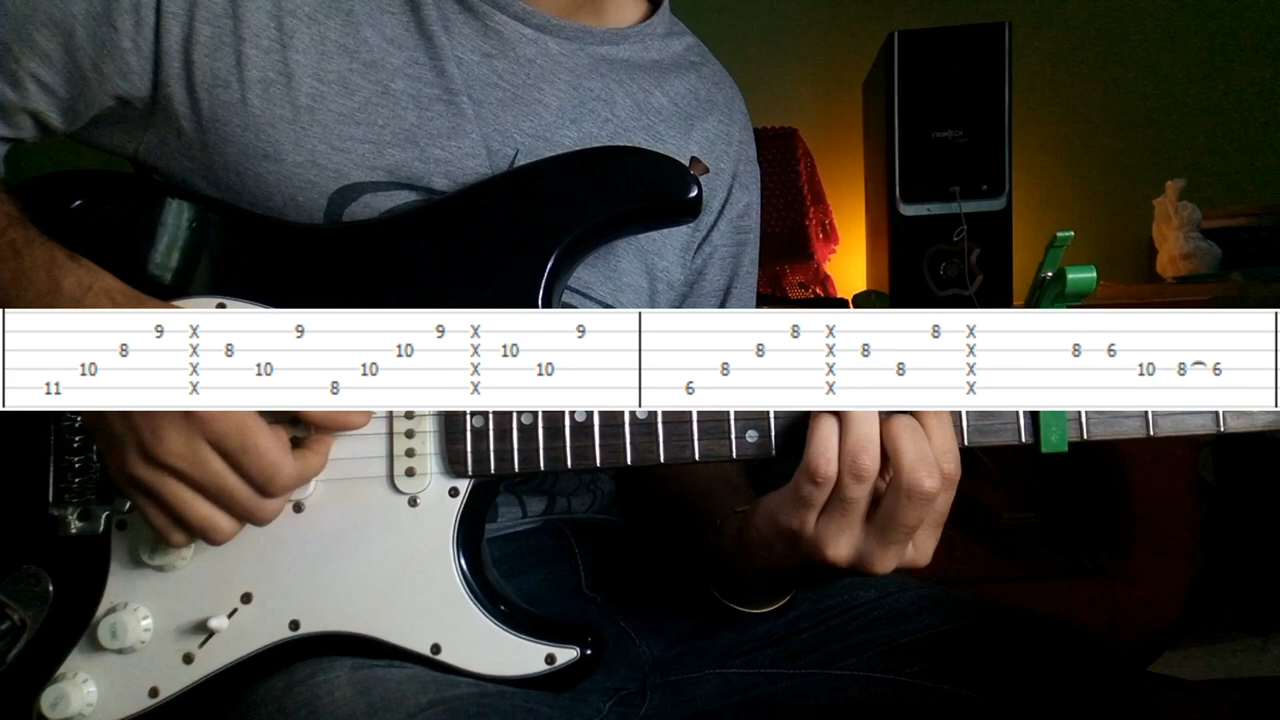 9 X 9 9 X 9 8 X 8 X
8 8 10 10 8 8 8 6
10 10 10 10 8 8 10 8 6
11 X 8 X 6 X X